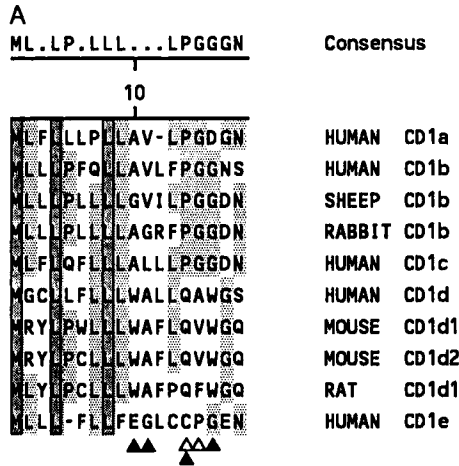 A
ML.LP.LLL...LPGGGN Consensus
10
MLFLLLPLLAV-LPGDGN HUMAN CD1a
MLLLPFQLLAVLFPGGNS HUMAN CD1b
MLLLPLLLLGVILPGGDN SHEEP CD1b
MLLLPLLLLAGRFPGGDN RABBIT CD1b
MLFLQFLLLALLLPGGDN HUMAN CD1c
MGCLLFLLLWALLQAWGS HUMAN CD1d
MRYLPWLLLWAFLQVWGQ MOUSE CD1d1
MRYLPCLLLWAFLQVWGQ MOUSE CD1d2
MLYLPCLLLWAFPQFWGQ RAT CD1d1
MLLL-FLLFEGLCCPGEN HUMAN CD1e